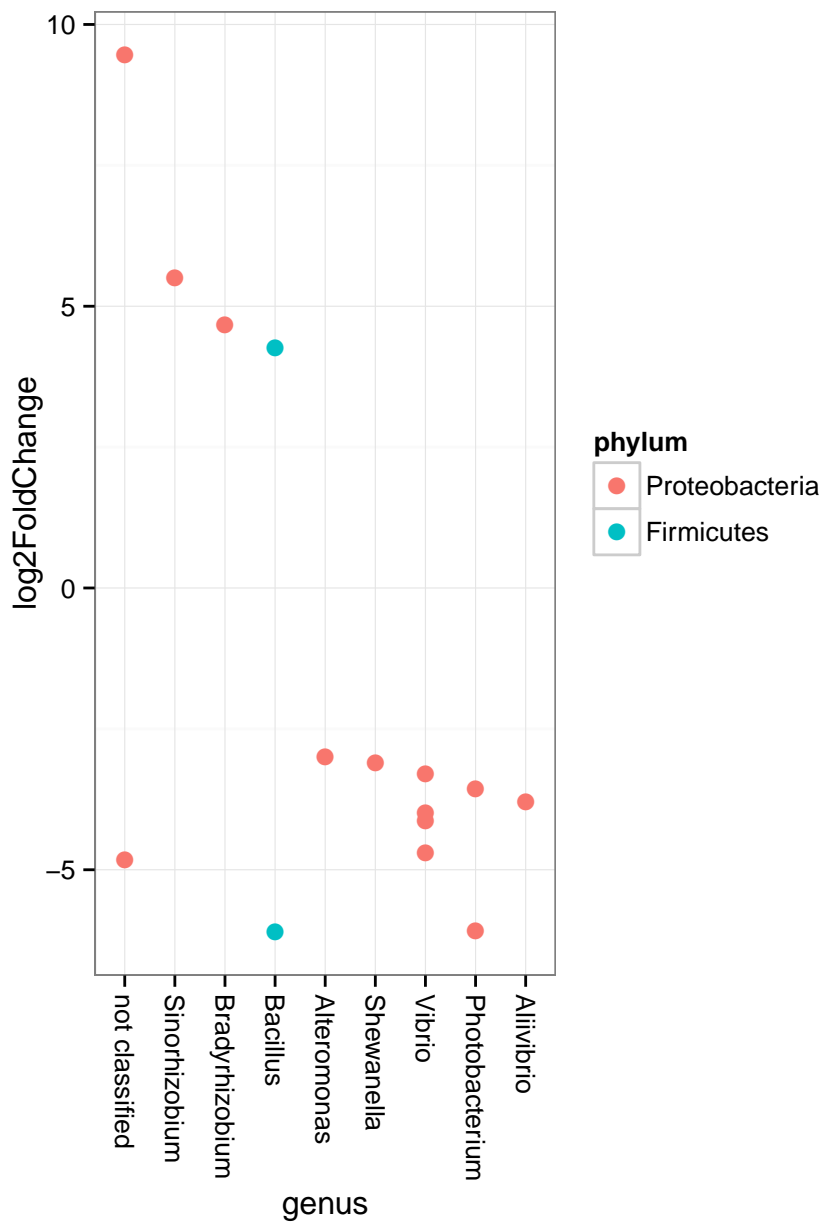 10
5
0
–5
log2FoldChange
not classified
Sinorhizobium
Bradyrhizobium
Bacillus
Alteromonas
Shewanella
Vibrio
Photobacterium
Aliivibrio
genus
phylum
Proteobacteria
Firmicutes